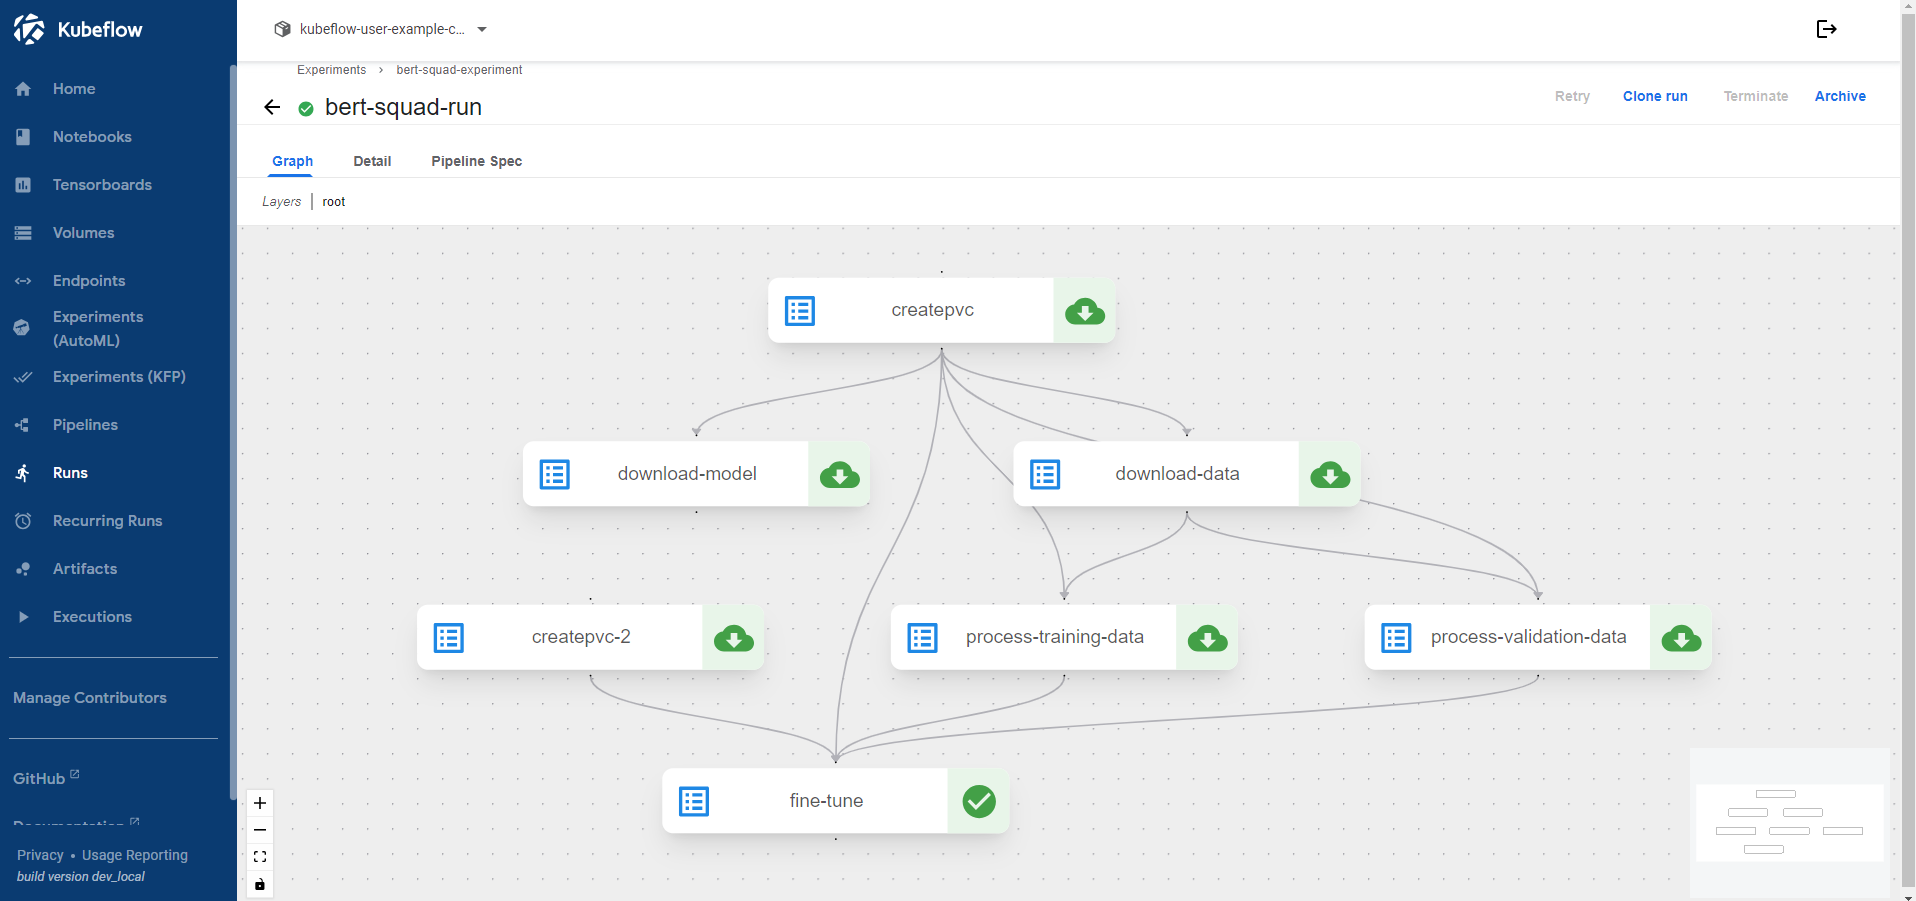 Kubeflow
kubeflow-user-example-c...
Experiments › bert-squad-experiment
bert-squad-run
Retry
Clone run
Terminate
Archive
Graph
Detail
Pipeline Spec
Layers | root
Home
Notebooks
Tensorboards
Volumes
Endpoints
Experiments
(AutoML)
Experiments (KFP)
Pipelines
Runs
Recurring Runs
Artifacts
Executions
Manage Contributors
GitHub
Documentation
Privacy • Usage Reporting
build version dev_local
createpvc
download-model
download-data
createpvc-2
process-training-data
process-validation-data
fine-tune